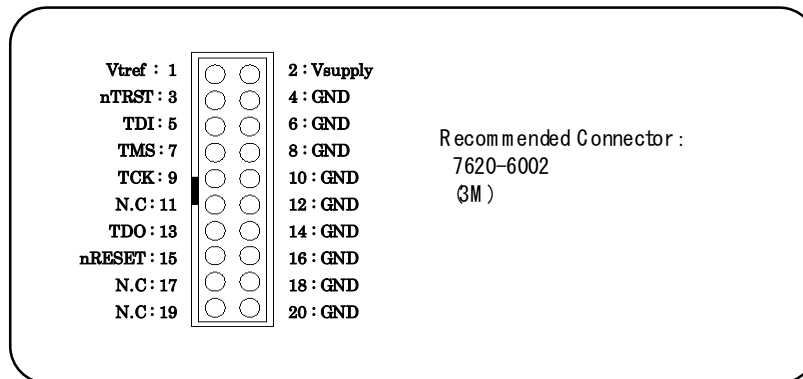 Vtref : 1 2 : Vsupply
nTRST : 3 4 : GND
TDI : 5 6 : GND
TMS : 7 8 : GND
TCK : 9 10 : GND
N.C : 11 12 : GND
TDO : 13 14 : GND
nRESET : 15 16 : GND
N.C : 17 18 : GND
N.C : 19 20 : GND
Recommended Connector :
7620-6002
(3M)